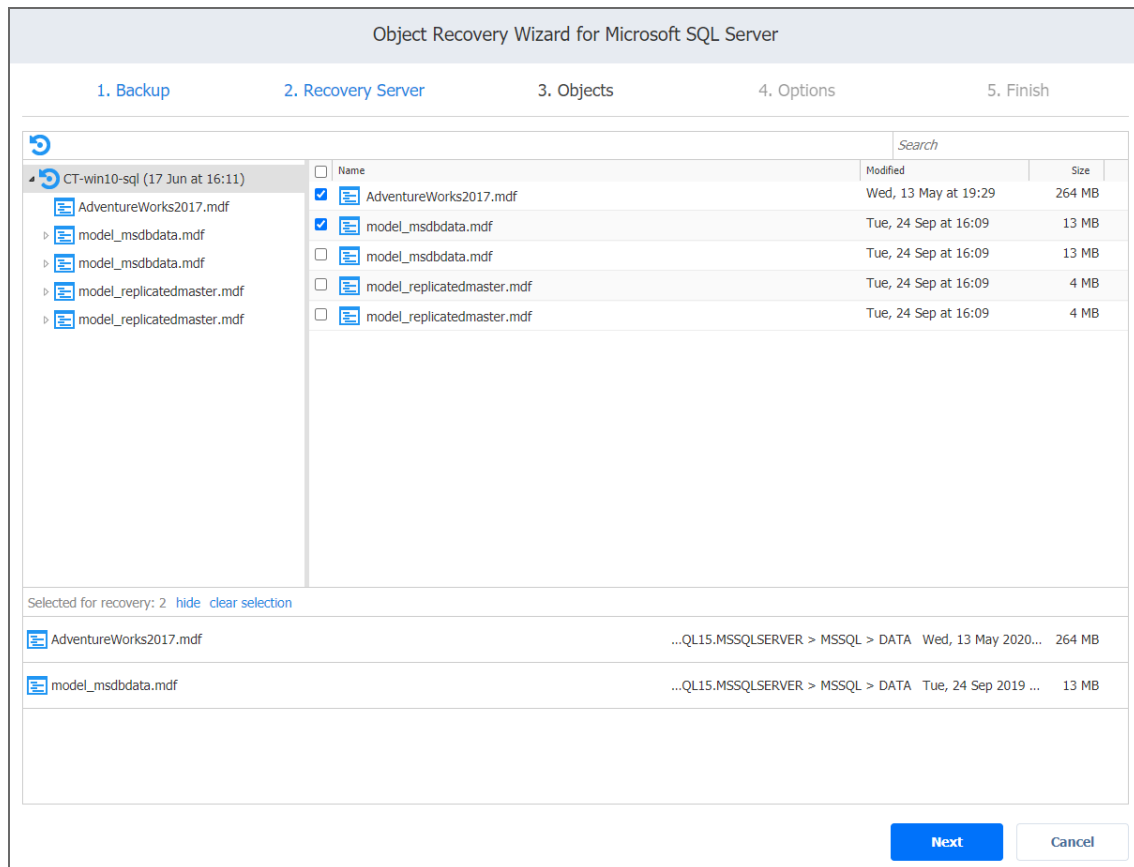 Object Recovery Wizard for Microsoft SQL Server
1. Backup 2. Recovery Server 3. Objects 4. Options 5. Finish
Search
CT-win10-sql (17 Jun at 16:11)
AdventureWorks2017.mdf
model_msdbdata.mdf
model_msdbdata.mdf
model_replicatedmaster.mdf
model_replicatedmaster.mdf
Name Modified Size
AdventureWorks2017.mdf Wed, 13 May at 19:29 264 MB
model_msdbdata.mdf Tue, 24 Sep at 16:09 13 MB
model_msdbdata.mdf Tue, 24 Sep at 16:09 13 MB
model_replicatedmaster.mdf Tue, 24 Sep at 16:09 4 MB
model_replicatedmaster.mdf Tue, 24 Sep at 16:09 4 MB
Selected for recovery: 2 hide clear selection
AdventureWorks2017.mdf ...QL15.MSSQLSERVER > MSSQL > DATA Wed, 13 May 2020... 264 MB
model_msdbdata.mdf ...QL15.MSSQLSERVER > MSSQL > DATA Tue, 24 Sep 2019 ... 13 MB
Next Cancel